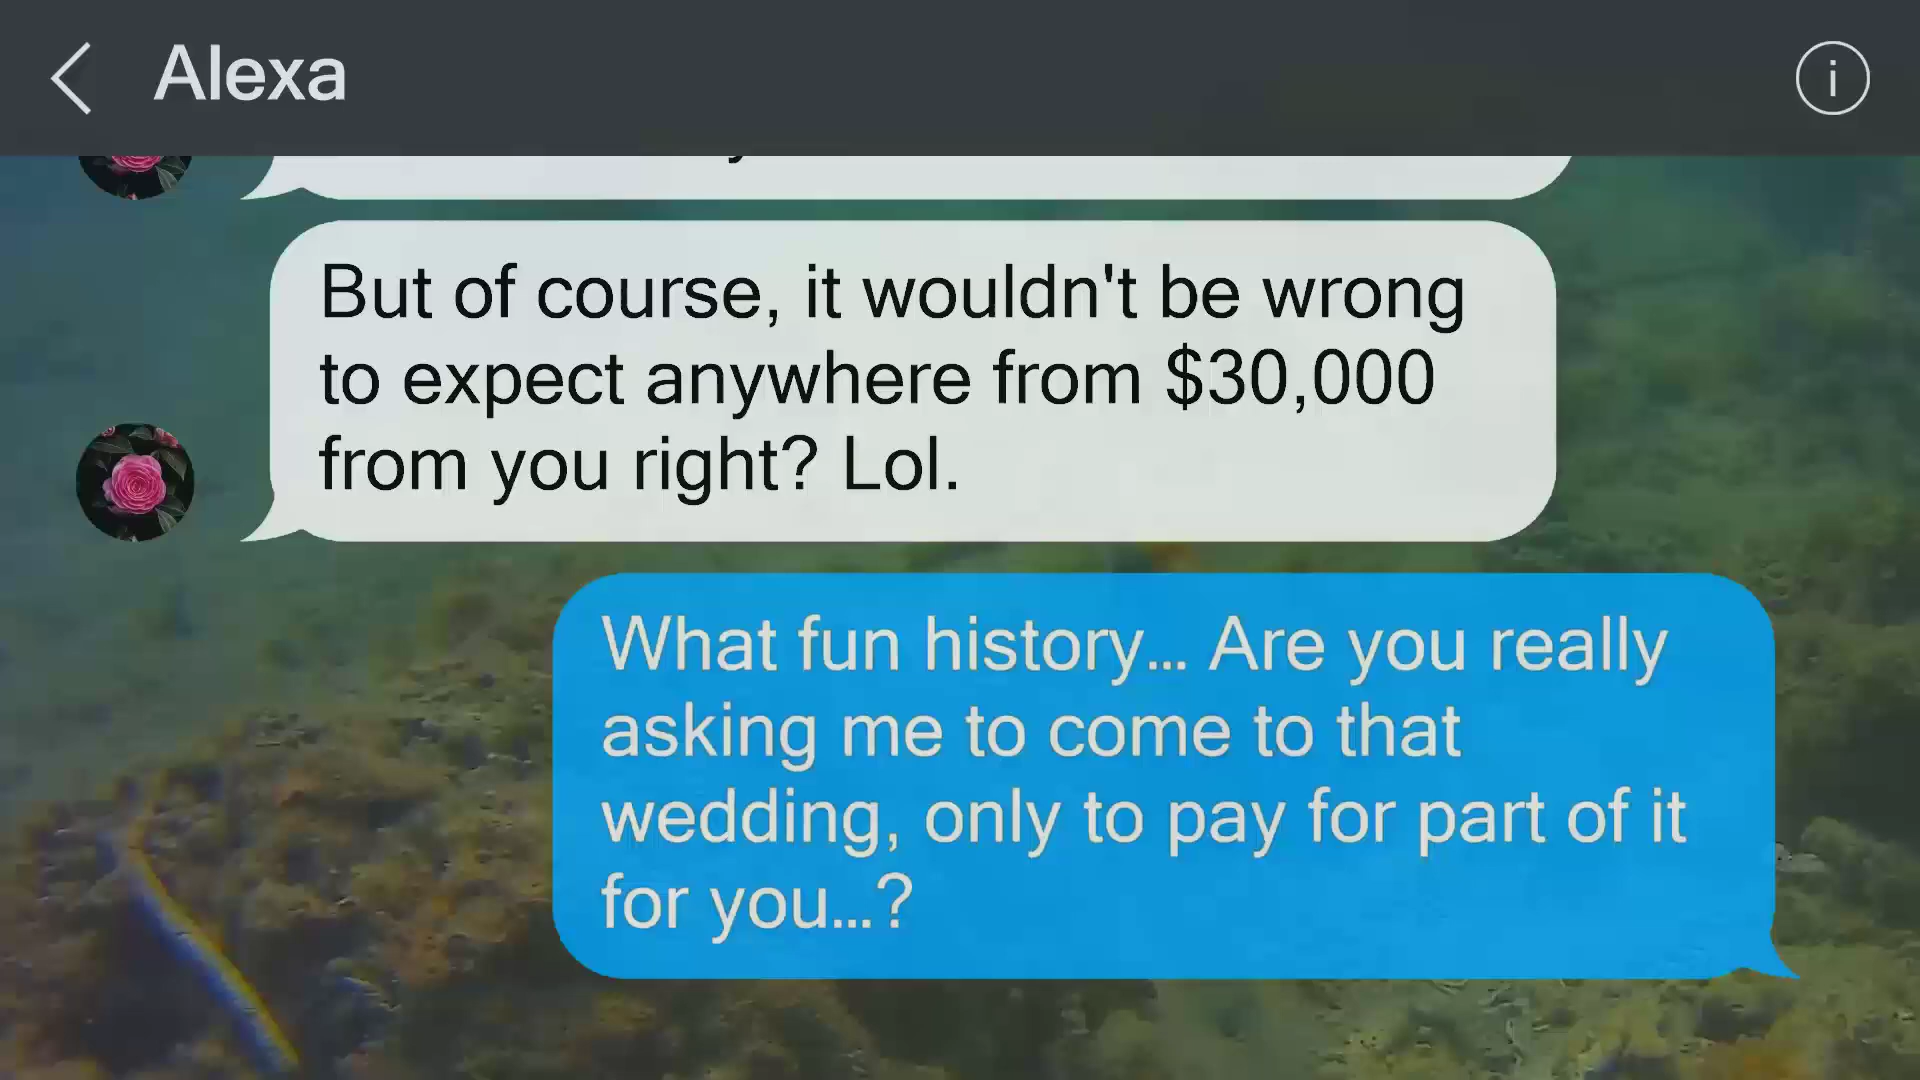 Alexa
But of course, it wouldn't be wrong
to expect anywhere from $30,000
from you right? Lol.
What fun history... Are you really
asking me to come to that
wedding, only to pay for part of it
for you...?